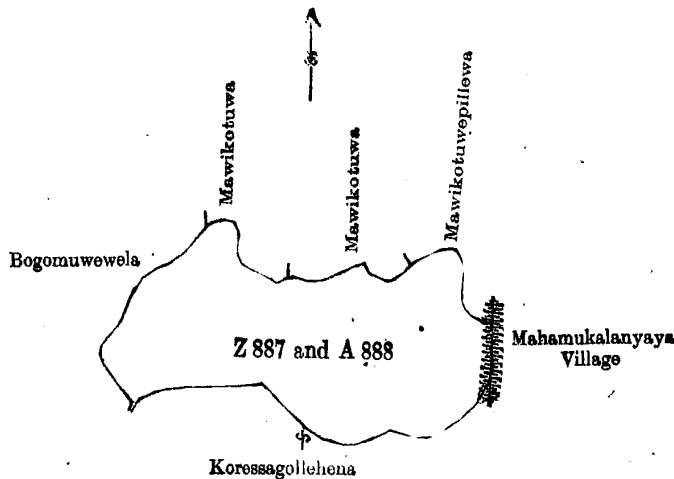 Mawikotuwa
Mawikotuwa
Mawikotuwepillewa
Bogomuwewela
Z 887 and A 888
Mahamukalanyaya
Village
Koressagollehena